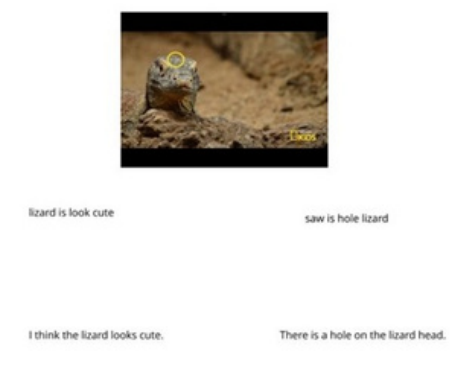 KIDS
lizard is look cute
saw is hole lizard
I think the lizard looks cute.
There is a hole on the lizard head.